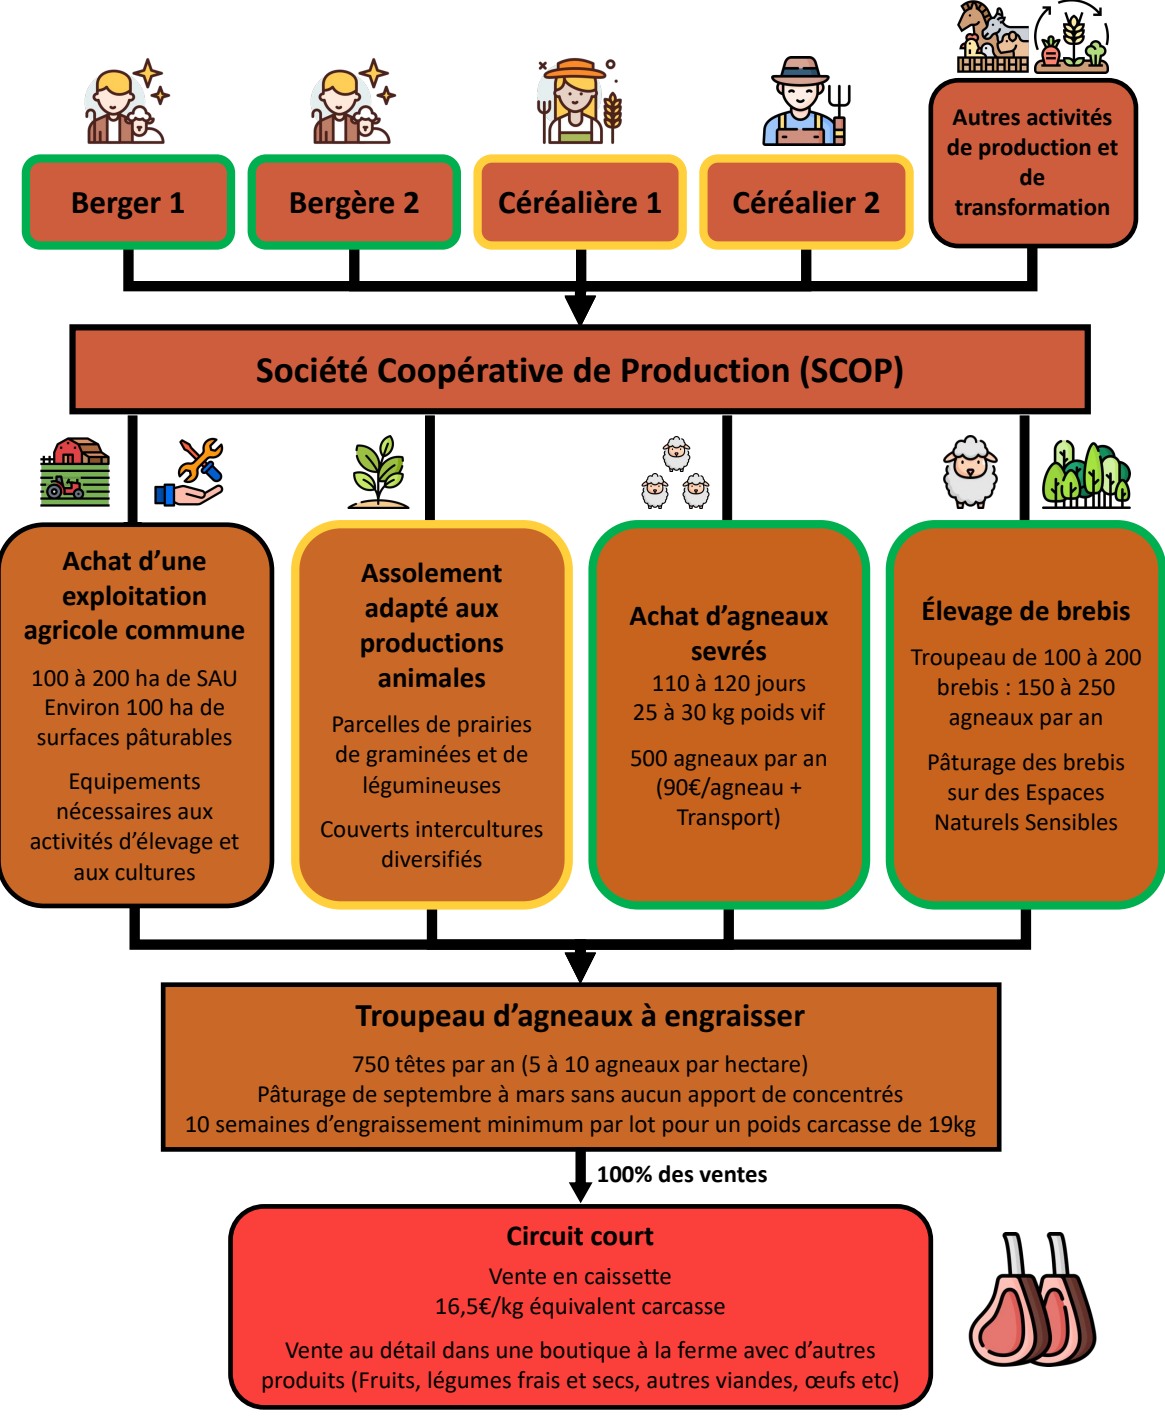 Berger 1
Bergère 2
Céréalière 1
Céréalier 2
Autres activités
de production et
de
transformation
Société Coopérative de Production (SCOP)
Achat d’une
exploitation
agricole commune
100 à 200 ha de SAU
Environ 100 ha de
surfaces pâturables
Equipements
nécessaires aux
activités d’élevage et
aux cultures
Assolement
adapté aux
productions
animales
Parcelles de prairies
de graminées et de
légumineuses
Couverts intercultures
diversifiés
Achat d’agneaux
sevrés
110 à 120 jours
25 à 30 kg poids vif
500 agneaux par an
(90€/agneau +
Transport)
Élevage de brebis
Troupeau de 100 à 200
brebis : 150 à 250
agneaux par an
Pâturage des brebis
sur des Espaces
Naturels Sensibles
Troupeau d’agneaux à engraisser
750 têtes par an (5 à 10 agneaux par hectare)
Pâturage de septembre à mars sans aucun apport de concentrés
10 semaines d’engraissement minimum par lot pour un poids carcasse de 19kg
100% des ventes
Circuit court
Vente en caissette
16,5€/kg équivalent carcasse
Vente au détail dans une boutique à la ferme avec d’autres
produits (Fruits, légumes frais et secs, autres viandes, œufs etc)